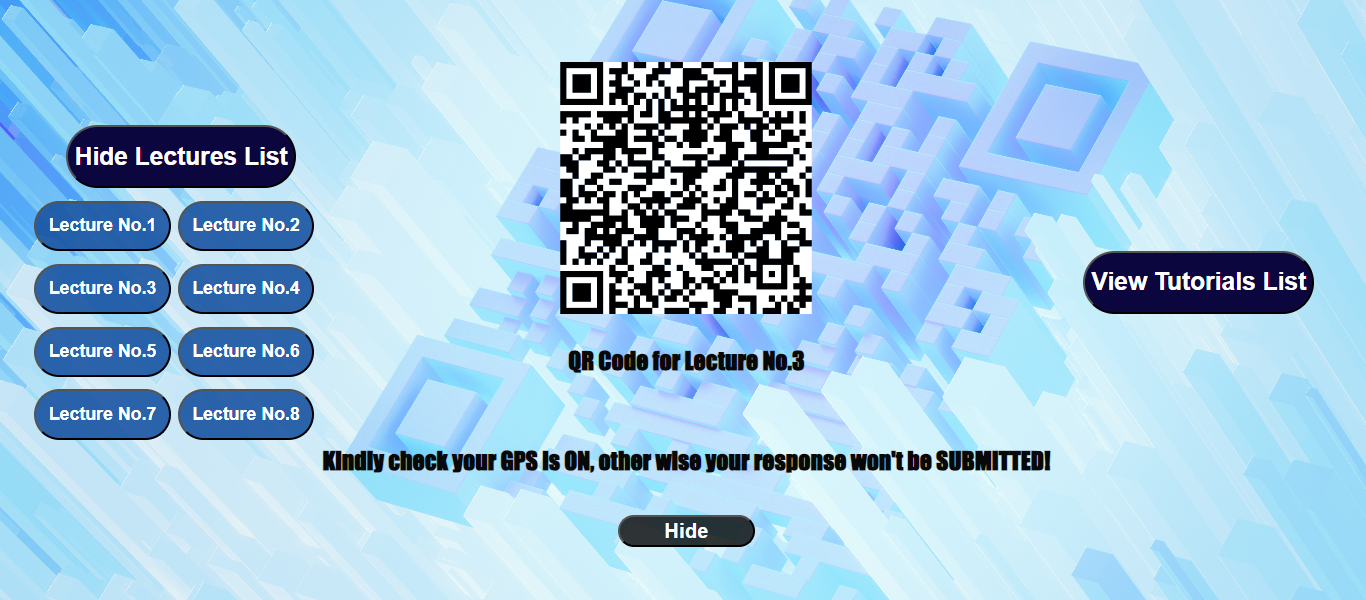 Hide Lectures List
Lecture No.1 Lecture No.2
Lecture No.3 Lecture No.4
Lecture No.5 Lecture No.6
Lecture No.7 Lecture No.8
QR Code for Lecture No.3
Kindly check your GPS is ON, other wise your response won't be SUBMITTED!
Hide
View Tutorials List